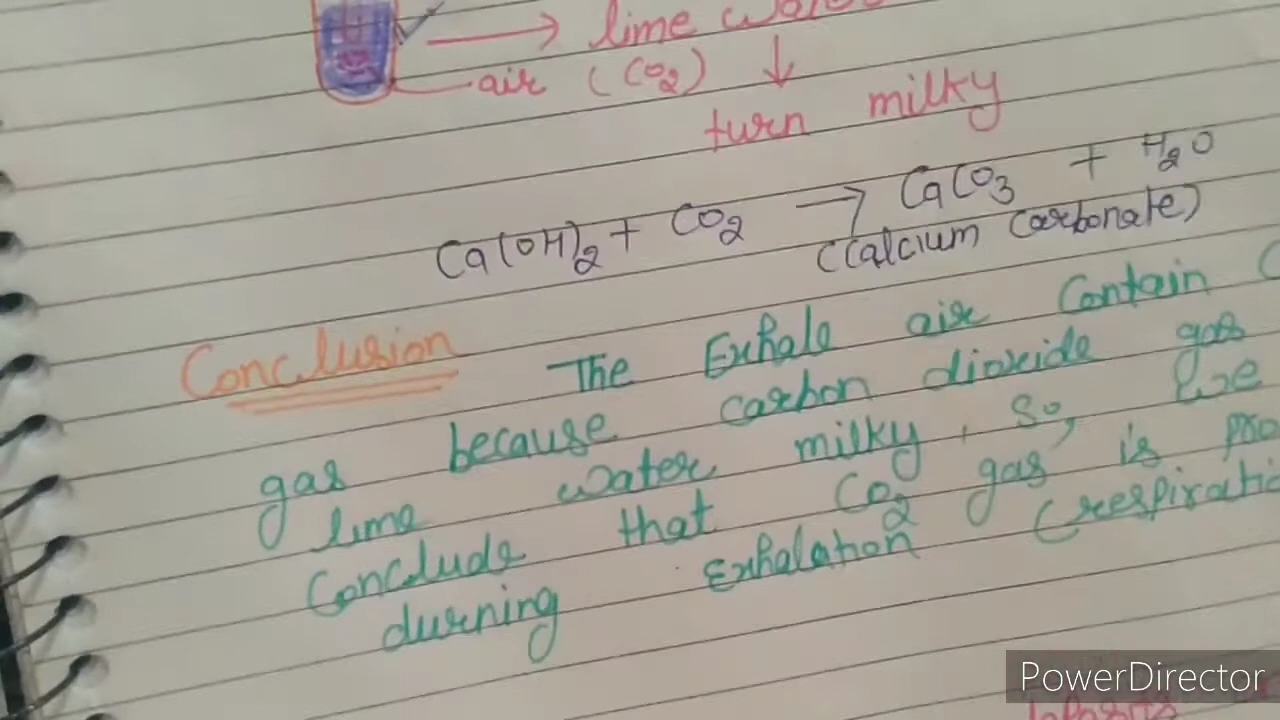 → lime
air (CO2) ↓
turn milky
Ca(OH)2 + CO2 → CaCO3 + H2O
(Calcium Carbonate)
Conclusion The Exhale air Contain
gas because carbon dioxide gas
lime water milky, So, we
Conclude that CO2 gas is
durning Exhalation
PowerDirector